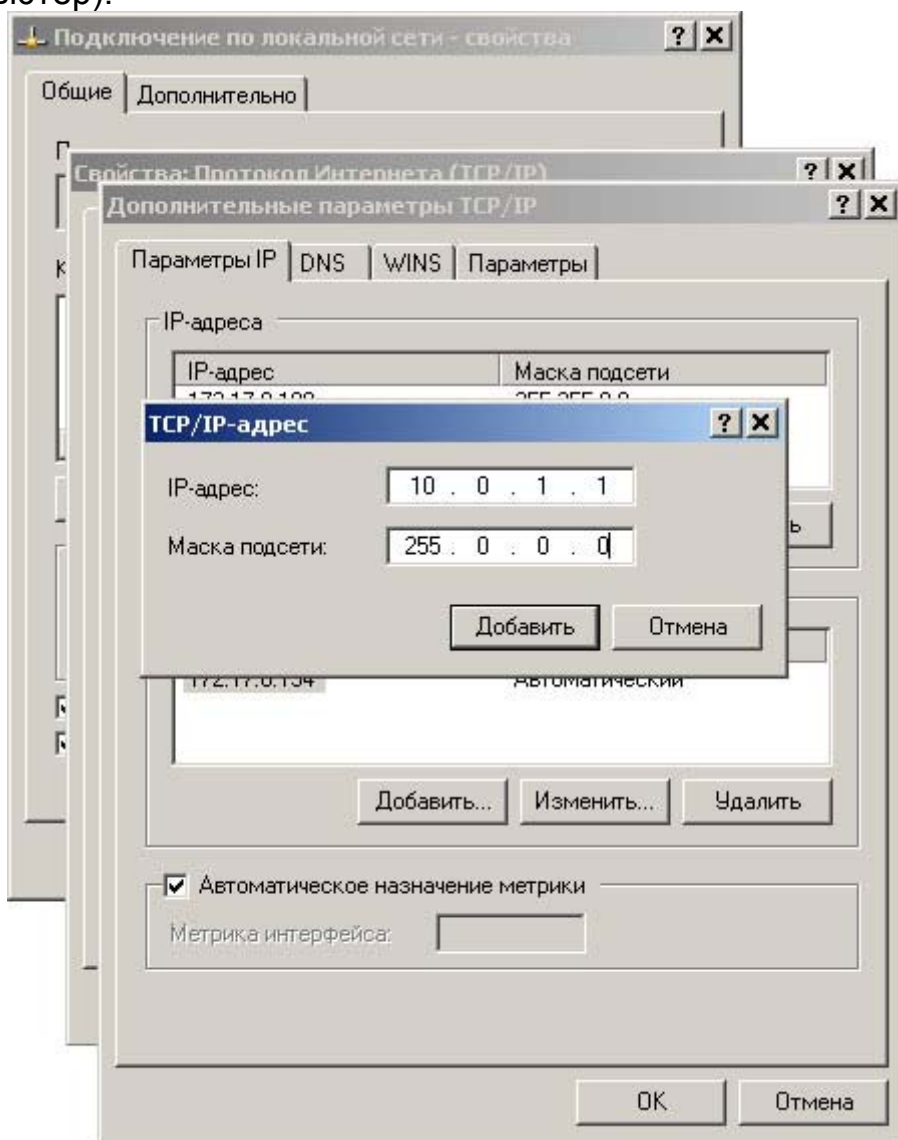 Подключение по локальной сети - свойства
Общие Дополнительно
Свойства: Протокол Интернета (TCP/IP)
Дополнительные параметры TCP/IP
Параметры IP DNS WINS Параметры
IP-адреса
IP-адрес Маска подсети
TCP/IP-адрес
IP-адрес: 10 . 0 . 1 . 1
Маска подсети: 255 . 0 . 0 . 0
Добавить Отмена
Автоматический
Добавить... Изменить... Удалить
Автоматическое назначение метрики
Метрика интерфейса:
OK Отмена